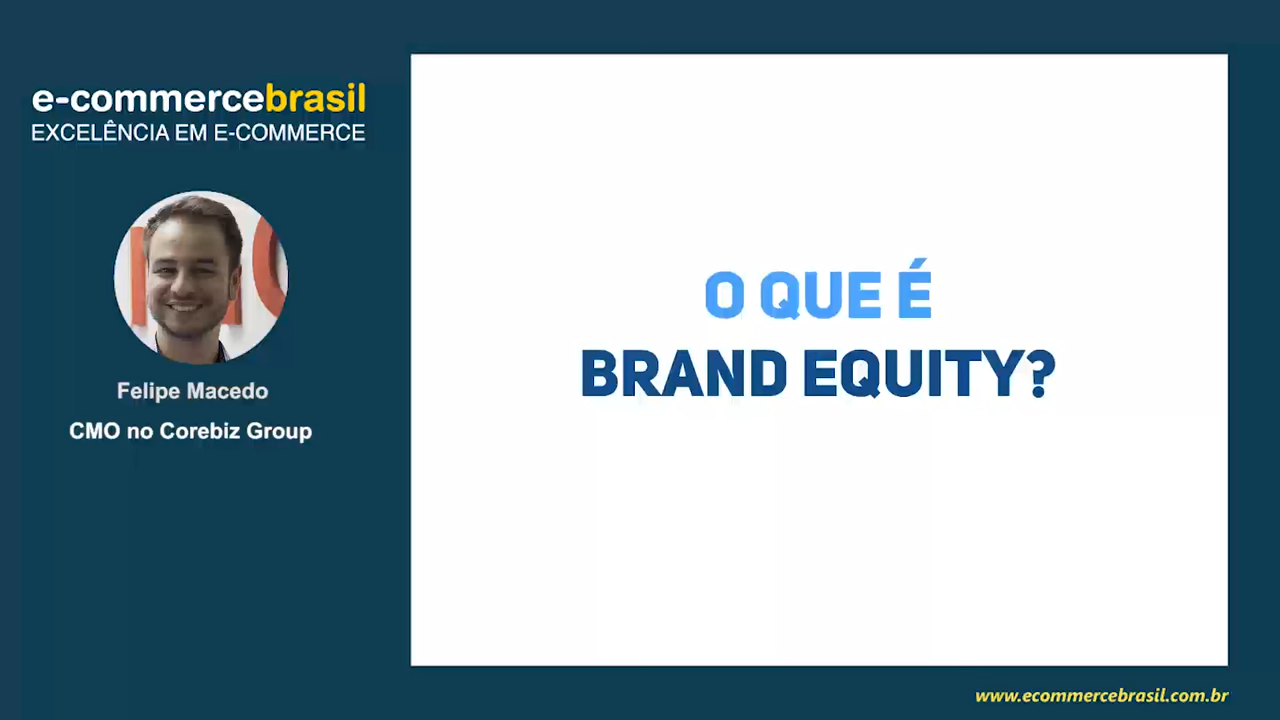 e-commercebrasil
EXCELÊNCIA EM E-COMMERCE
Felipe Macedo
CMO no Corebiz Group
O QUE É
BRAND EQUITY?
www.ecommercebrasil.com.br